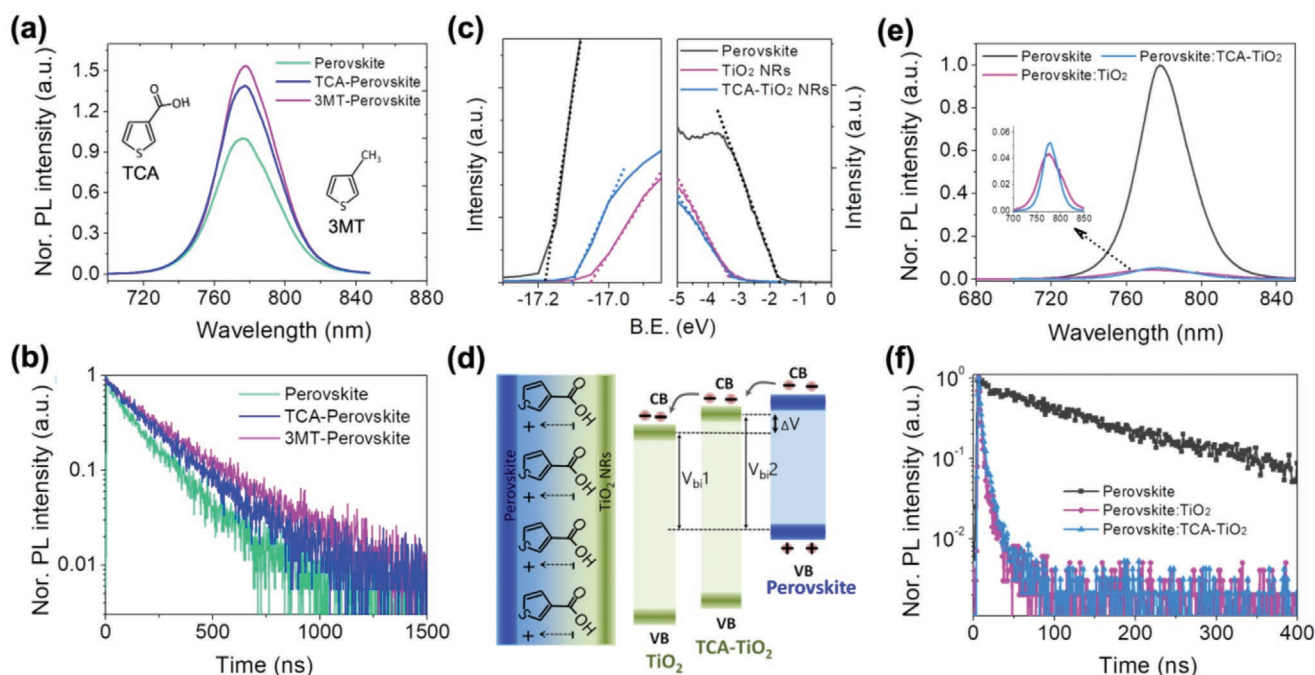 (a)
Nor. PL intensity (a.u.)
1.5
1.2
0.9
0.6
0.3
0.0
Perovskite
TCA-Perovskite
3MT-Perovskite
O
OH
S
TCA
CH₃
S
3MT
720 760 800 840 880
Wavelength (nm)
(b)
Nor. PL intensity (a.u.)
1
0.1
0.01
Perovskite
TCA-Perovskite
3MT-Perovskite
0 500 1000 1500
Time (ns)
(c)
Intensity (a.u.)
Perovskite
TiO₂ NRs
TCA-TiO₂ NRs
Intensity (a.u.)
-17.2 -17.0 -5 -4 -3 -2 -1 0
B.E. (eV)
(d)
Perovskite
S O OH +
S O OH +
S O OH +
S O OH +
TiO₂ NRs
CB
CB
CB
ΔV
V_bi1
V_bi2
VB
TiO₂
VB
TCA-TiO₂
VB
Perovskite
(e)
Nor. PL intensity (a.u.)
1.0
0.8
0.6
0.4
0.2
0.0
Perovskite
Perovskite:TCA-TiO₂
Perovskite:TiO₂
0.06
0.04
0.02
0.00
700 750 800 850
680 720 760 800 840
Wavelength (nm)
(f)
Nor. PL intensity (a.u.)
10⁰
10⁻¹
10⁻²
Perovskite
Perovskite:TiO₂
Perovskite:TCA-TiO₂
0 100 200 300 400
Time (ns)